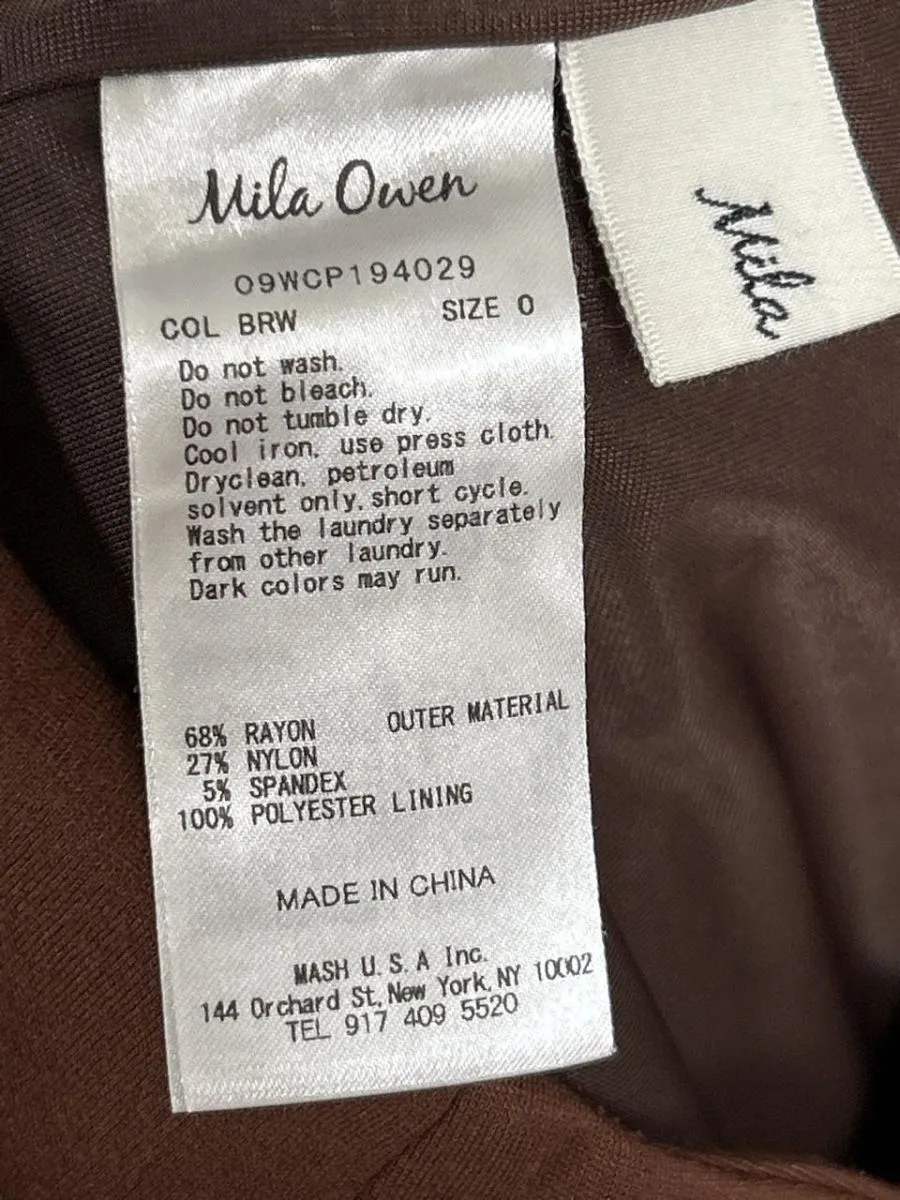 Mila Owen
09WCP194029
COL BRW SIZE 0
Do not wash.
Do not bleach.
Do not tumble dry.
Cool iron, use press cloth.
Dryclean, petroleum
solvent only, short cycle.
Wash the laundry separately
from other laundry.
Dark colors may run.
68% RAYON OUTER MATERIAL
27% NYLON
5% SPANDEX
100% POLYESTER LINING
MADE IN CHINA
MASH U.S.A Inc.
144 Orchard St, New York, NY 10002
TEL 917 409 5520
Mila